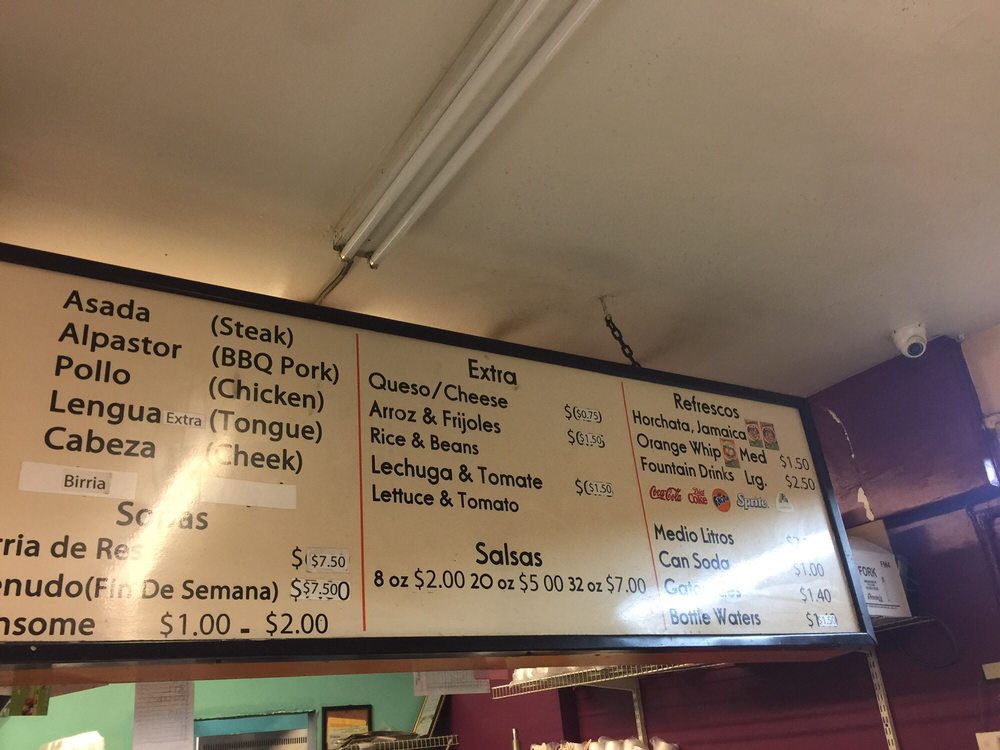 Asada (Steak)
Alpastor (BBQ Pork)
Pollo (Chicken)
Lengua Extra (Tongue)
Cabeza (Cheek)
Birria
Sopas
rria de Res $( $7.50
enudo(Fin De Semana) $$7.500
nsome $1.00 - $2.00
Extra
Queso/Cheese $($0.75)
Arroz & Frijoles
Rice & Beans $($1.50)
Lechuga & Tomate
Lettuce & Tomato $($1.50)
Salsas
8 oz $2.00 20 oz $5 00 32 oz $7.00
Refrescos
Horchata, Jamaica
Orange Whip Med $1.50
Fountain Drinks Lrg. $2.50
Coca-Cola Diet Coke Fanta Sprite
Medio Litros
Can Soda $1.00
$1.40
Bottle Waters
FORK